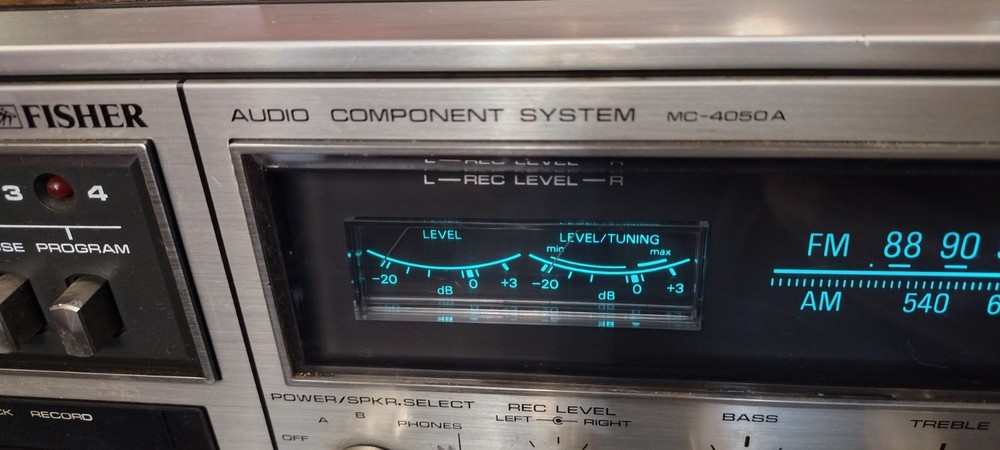 FISHER
AUDIO COMPONENT SYSTEM MC-4050A
L—REC LEVEL—R
3 4
PROGRAM
LEVEL
LEVEL/TUNING
min max
-20 dB 0 +3
-20 dB 0 +3
FM 88 90
AM 540 6
RECORD
POWER/SPKR.SELECT
OFF A B PHONES
REC LEVEL
LEFT RIGHT
BASS
TREBLE